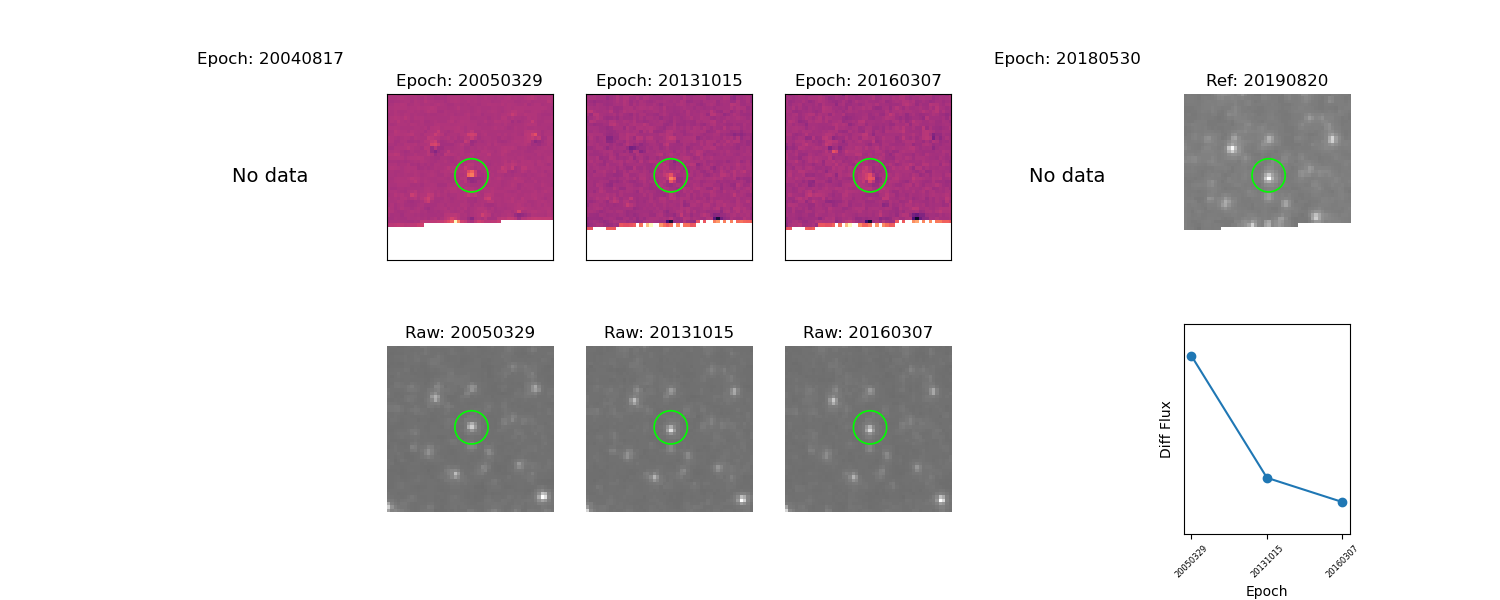 Epoch: 20040817
Epoch: 20050329
Epoch: 20131015
Epoch: 20160307
Epoch: 20180530
Ref: 20190820
No data
No data
Raw: 20050329
Raw: 20131015
Raw: 20160307
Diff Flux
20050329
20131015
20160307
Epoch